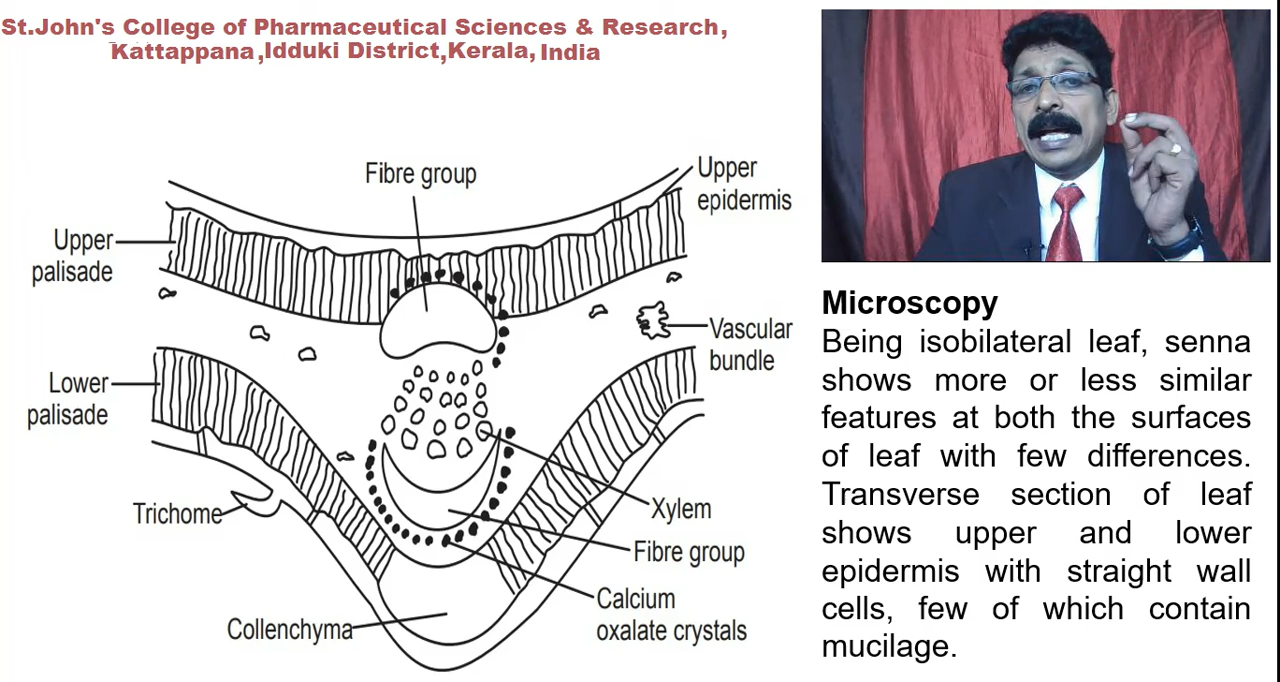 St.John's College of Pharmaceutical Sciences & Research,
Kattappana,Idduki District,Kerala, India
Fibre group
Upper
epidermis
Upper
palisade
Vascular
bundle
Lower
palisade
Trichome
Xylem
Fibre group
Calcium
oxalate crystals
Collenchyma
Microscopy
Being isobilateral leaf, senna
shows more or less similar
features at both the surfaces
of leaf with few differences.
Transverse section of leaf
shows upper and lower
epidermis with straight wall
cells, few of which contain
mucilage.